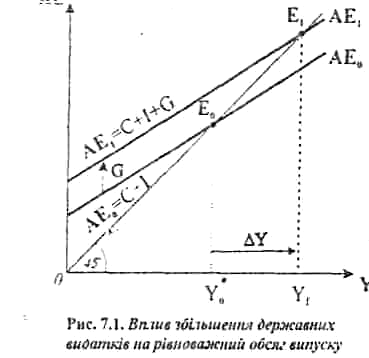 E₁ AE₁
AE₀
E₀
AE₁=C+I+G
G
AE₀=C+I
ΔY
45
0
Y₀* Y₁ Y
Рис. 7.1. Вплив збільшення державних
видатків на рівноважний обсяг випуску